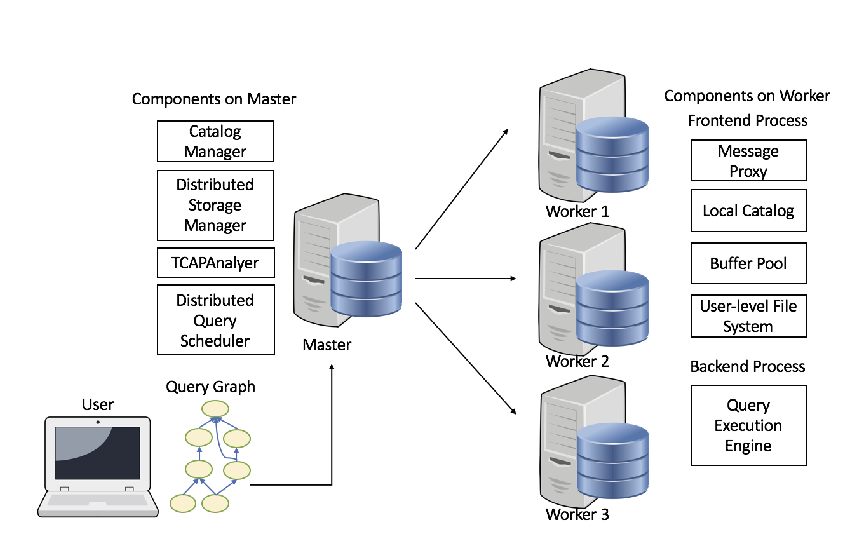 Components on Master
Catalog
Manager
Distributed
Storage
Manager
TCAPAnalyer
Distributed
Query
Scheduler
Master
User
Query Graph
Worker 1
Worker 2
Worker 3
Components on Worker
Frontend Process
Message
Proxy
Local Catalog
Buffer Pool
User-level File
System
Backend Process
Query
Execution
Engine